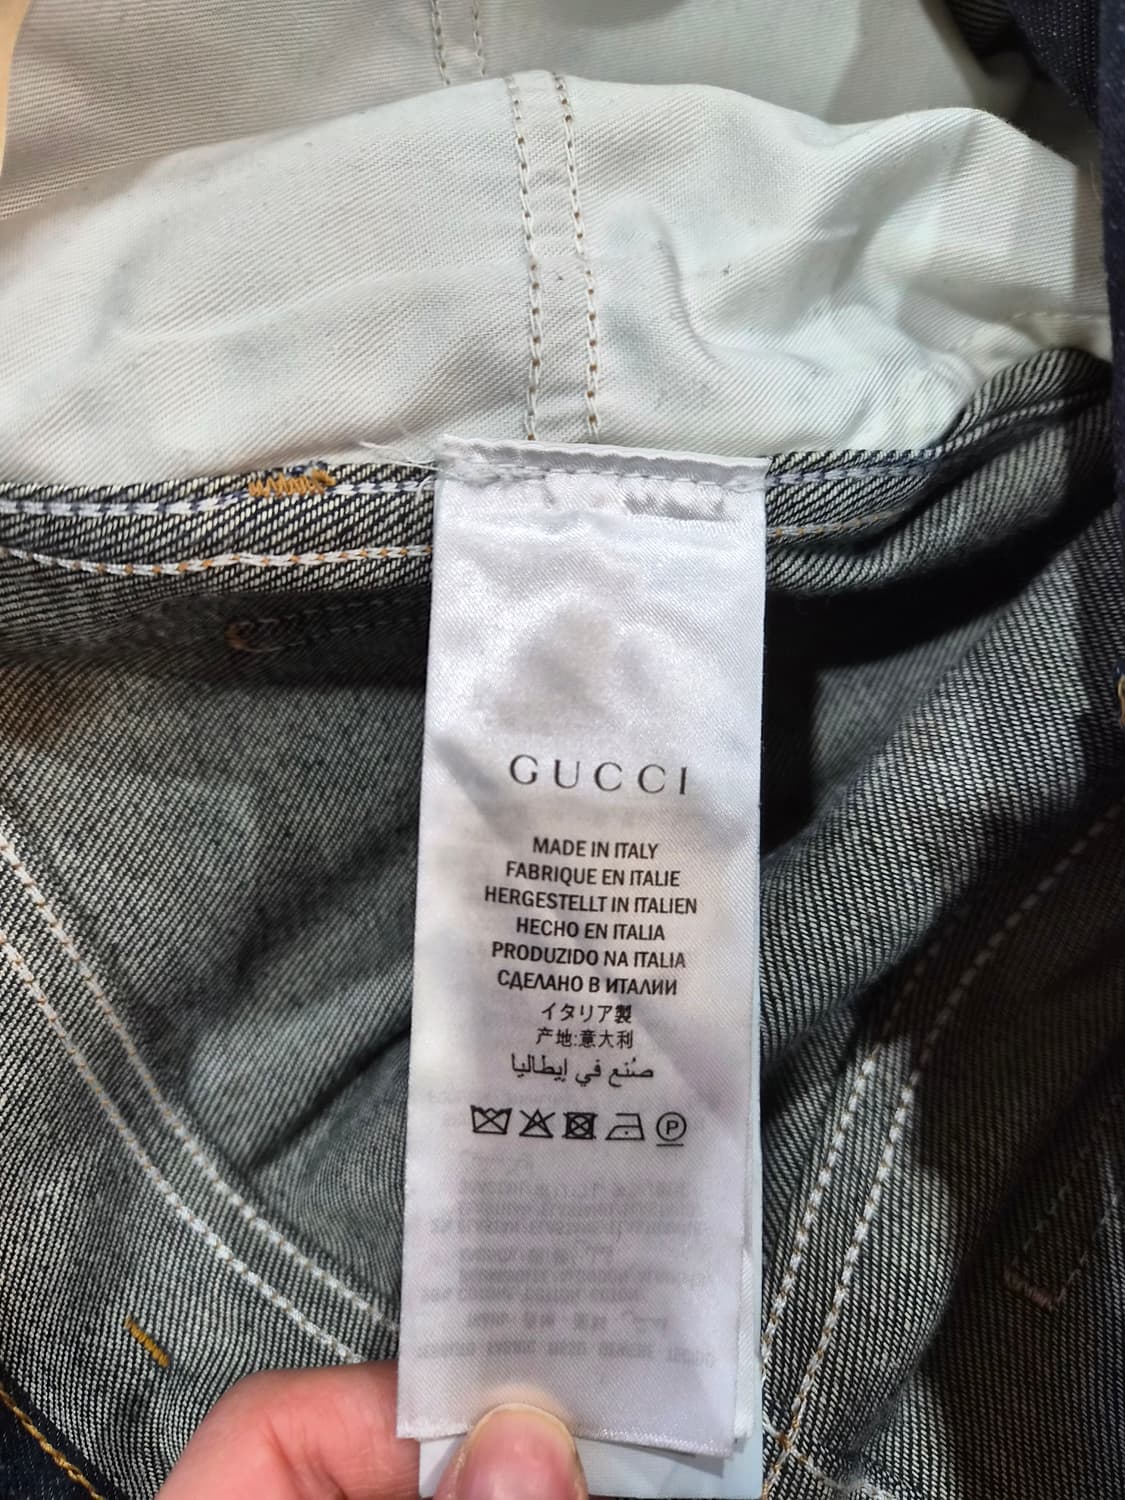 GUCCI
MADE IN ITALY
FABRIQUE EN ITALIE
HERGESTELLT IN ITALIEN
HECHO EN ITALIA
PRODUZIDO NA ITALIA
СДЕЛАНО В ИТАЛИИ
イタリア製
产地:意大利
صُنع في إيطاليا
P